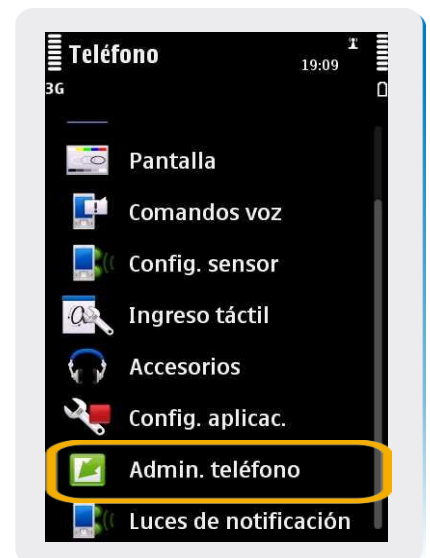 Teléfono
19:09
3G
Pantalla
Comandos voz
Config. sensor
Ingreso táctil
Accesorios
Config. aplicac.
Admin. teléfono
Luces de notificación